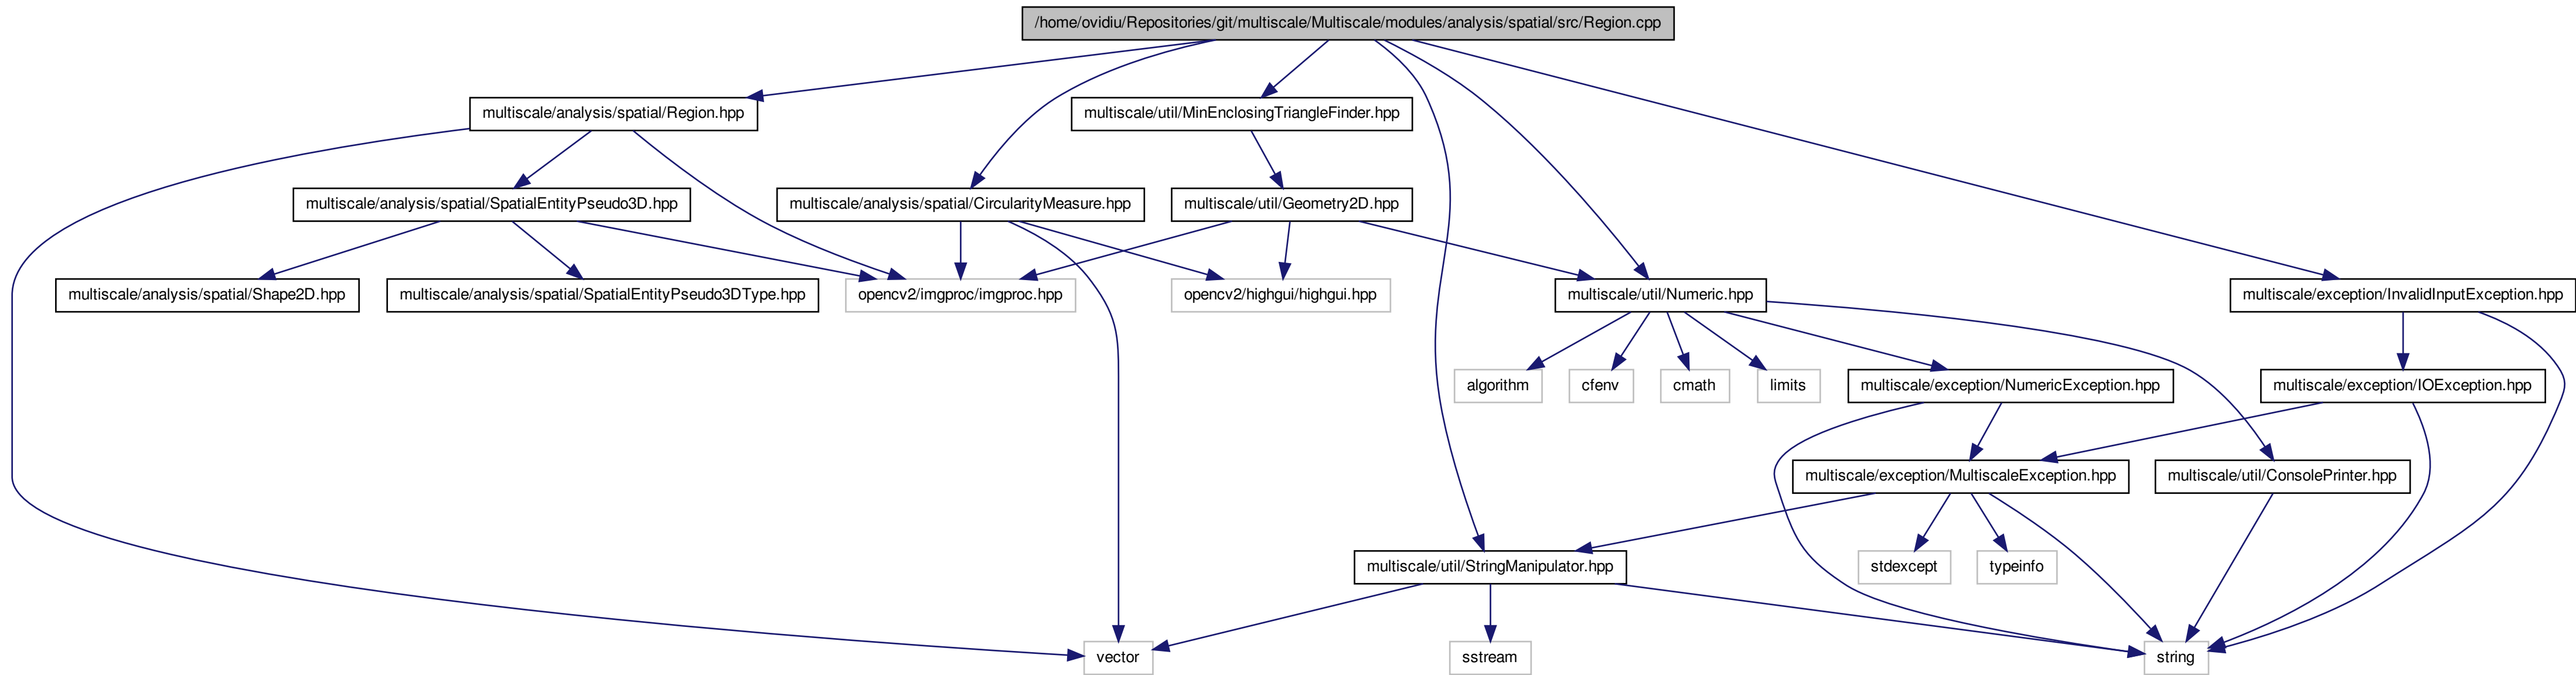 /home/ovidiu/Repositories/git/multiscale/Multiscale/modules/analysis/spatial/src/Region.cpp
multiscale/analysis/spatial/Region.hpp
multiscale/util/MinEnclosingTriangleFinder.hpp
multiscale/analysis/spatial/SpatialEntityPseudo3D.hpp
multiscale/analysis/spatial/CircularityMeasure.hpp
multiscale/util/Geometry2D.hpp
multiscale/analysis/spatial/Shape2D.hpp
multiscale/analysis/spatial/SpatialEntityPseudo3DType.hpp
opencv2/imgproc/imgproc.hpp
opencv2/highgui/highgui.hpp
multiscale/util/Numeric.hpp
multiscale/exception/InvalidInputException.hpp
algorithm
cfenv
cmath
limits
multiscale/exception/NumericException.hpp
multiscale/exception/IOException.hpp
multiscale/exception/MultiscaleException.hpp
multiscale/util/ConsolePrinter.hpp
multiscale/util/StringManipulator.hpp
stdexcept
typeinfo
vector
sstream
string